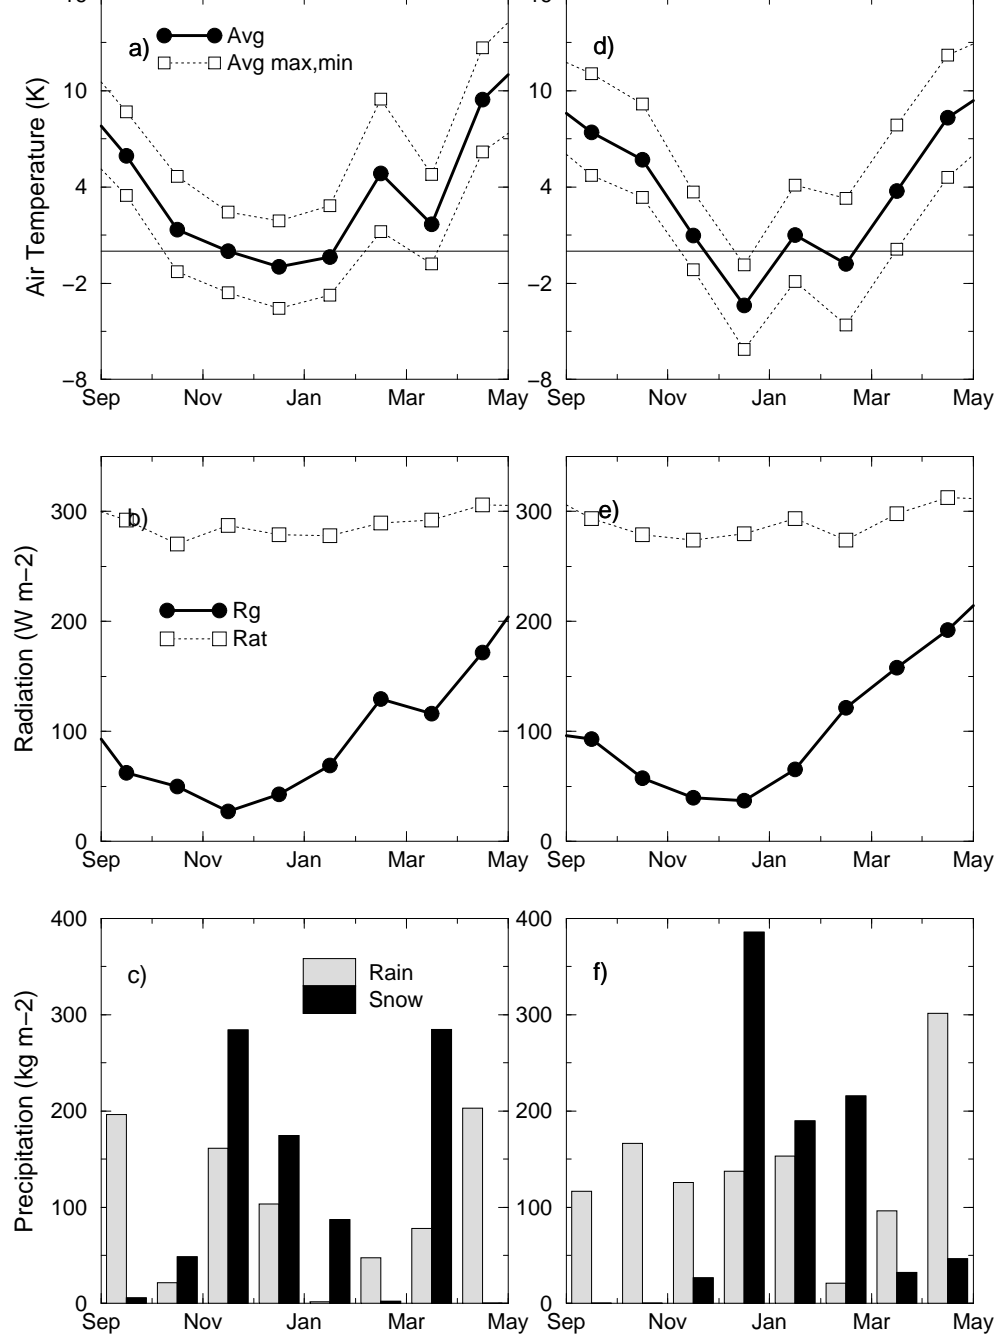 16
16
a)
Avg
Avg max,min
d)
10
10
4
4
−2
−2
−8
−8
Air Temperature (K)
Sep Nov Jan Mar May
Sep Nov Jan Mar May
b)
e)
300
300
200
200
100
100
0
0
Rg
Rat
Radiation (W m−2)
Sep Nov Jan Mar May
Sep Nov Jan Mar May
400
400
c)
Rain
Snow
f)
300
300
200
200
100
100
0
0
Precipitation (kg m−2)
Sep Nov Jan Mar May
Sep Nov Jan Mar May